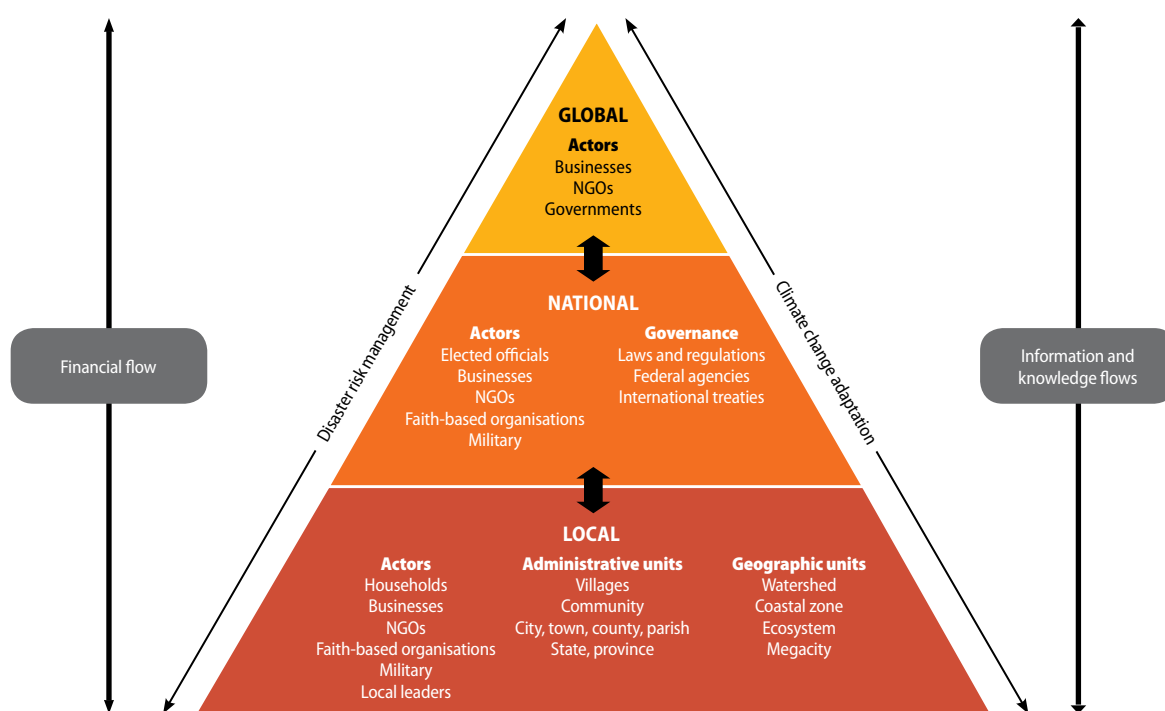 GLOBAL
Actors
Businesses
NGOs
Governments
NATIONAL
Actors
Elected officials
Businesses
NGOs
Faith-based organisations
Military
Governance
Laws and regulations
Federal agencies
International treaties
LOCAL
Actors
Households
Businesses
NGOs
Faith-based organisations
Military
Local leaders
Administrative units
Villages
Community
City, town, county, parish
State, province
Geographic units
Watershed
Coastal zone
Ecosystem
Megacity
Financial flow
Disaster risk management
Climate change adaptation
Information and
knowledge flows